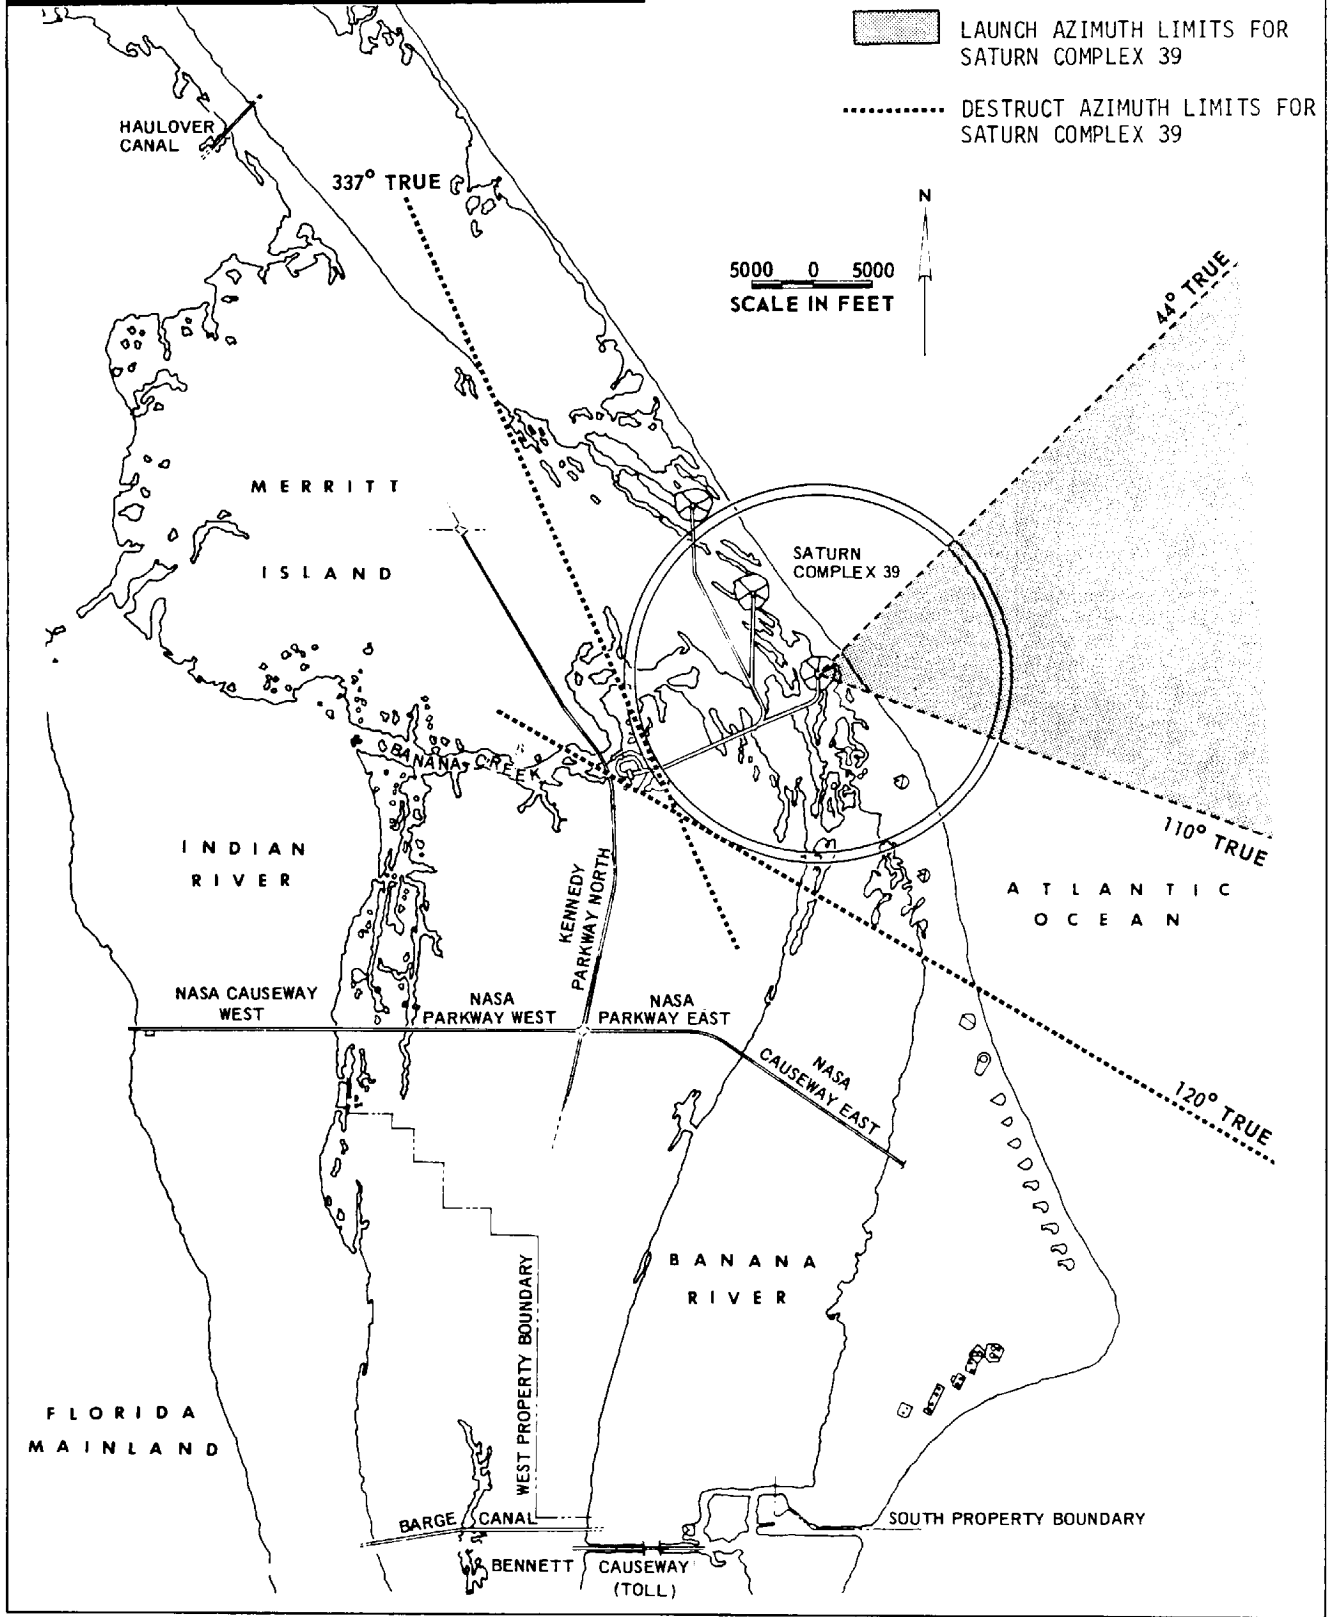 LAUNCH AZIMUTH LIMITS FOR
SATURN COMPLEX 39
DESTRUCT AZIMUTH LIMITS FOR
SATURN COMPLEX 39
HAULOVER
CANAL
337° TRUE
N
5000 0 5000
SCALE IN FEET
44° TRUE
MERRITT
ISLAND
SATURN
COMPLEX 39
BANANA CREEK
110° TRUE
INDIAN
RIVER
KENNEDY
PARKWAY NORTH
ATLANTIC
OCEAN
NASA CAUSEWAY
WEST
NASA
PARKWAY WEST
NASA
PARKWAY EAST
NASA
CAUSEWAY EAST
120° TRUE
BANANA
RIVER
WEST PROPERTY BOUNDARY
FLORIDA
MAINLAND
BARGE CANAL
SOUTH PROPERTY BOUNDARY
BENNETT CAUSEWAY
(TOLL)